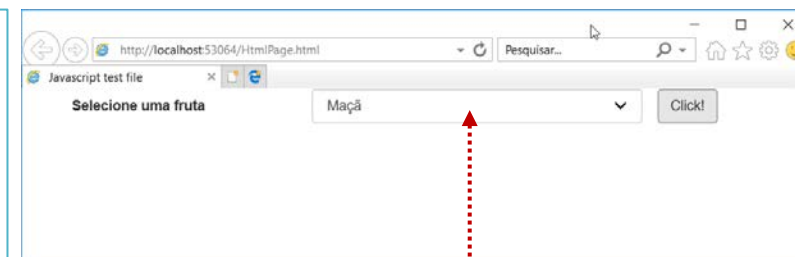 http://localhost:53064/HtmlPage.html
Pesquisar...
Javascript test file
Selecione uma fruta
Maçã
Click!